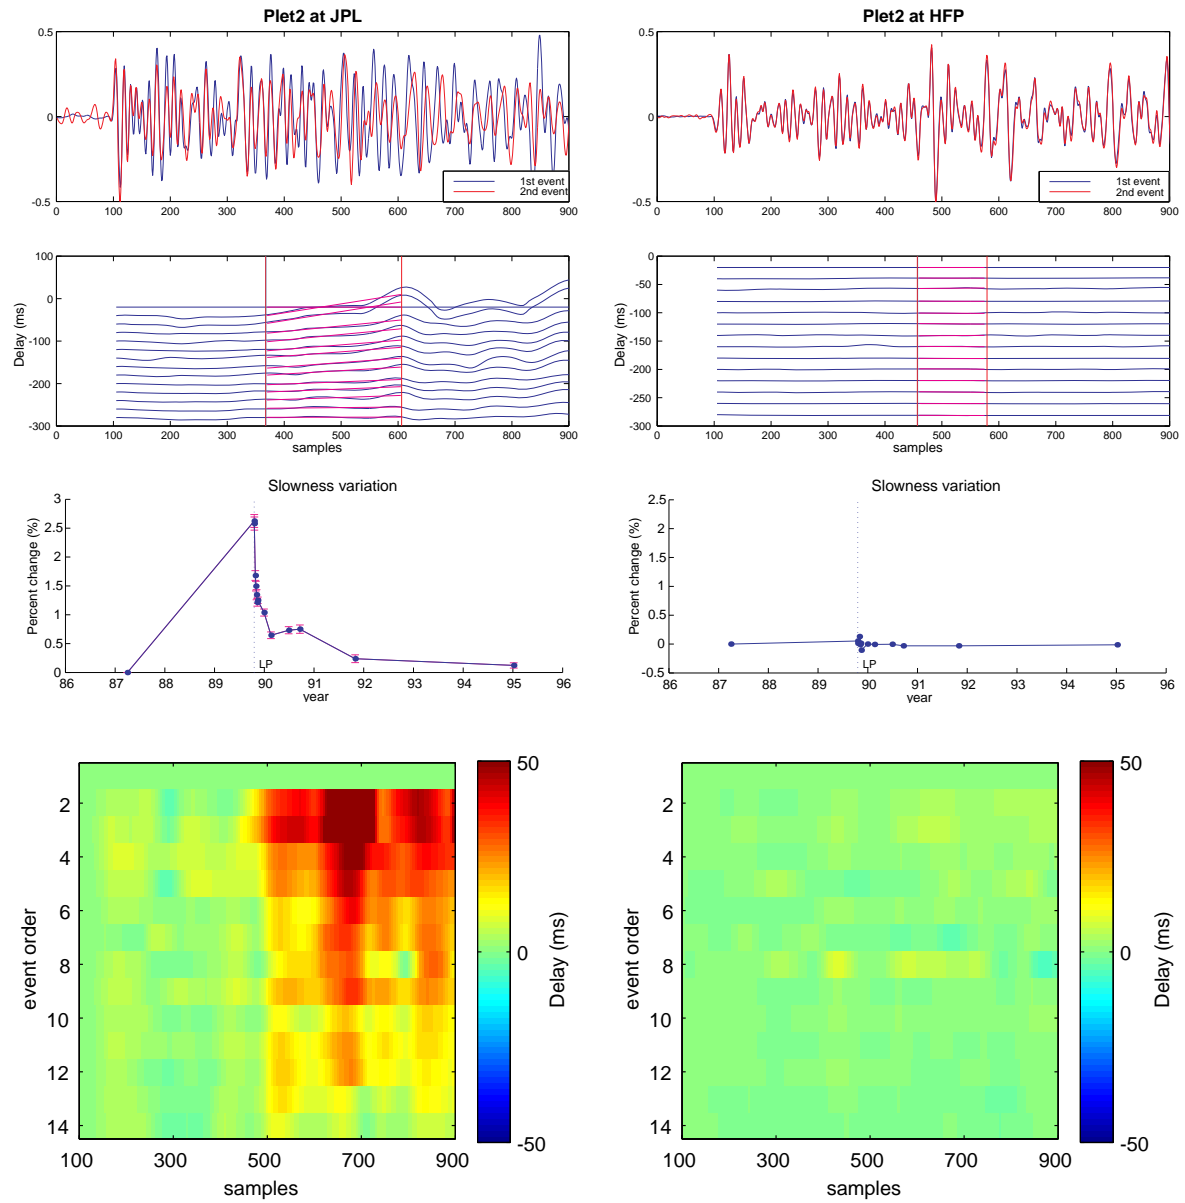 Plet2 at JPL
0.5
0
-0.5
1st event
2nd event
0 100 200 300 400 500 600 700 800 900
Plet2 at HFP
0.5
0
-0.5
1st event
2nd event
0 100 200 300 400 500 600 700 800 900
Delay (ms)
100
0
-100
-200
-300
0 100 200 300 400 500 600 700 800 900
samples
Delay (ms)
0
-50
-100
-150
-200
-250
-300
0 100 200 300 400 500 600 700 800 900
samples
Slowness variation
Percent change (%)
3
2.5
2
1.5
1
0.5
0
LP
86 87 88 89 90 91 92 93 94 95 96
year
Slowness variation
Percent change (%)
2.5
2
1.5
1
0.5
0
-0.5
LP
86 87 88 89 90 91 92 93 94 95 96
year
event order
2
4
6
8
10
12
14
100 300 500 700 900
samples
50
0
-50
Delay (ms)
event order
2
4
6
8
10
12
14
100 300 500 700 900
samples
50
0
-50
Delay (ms)